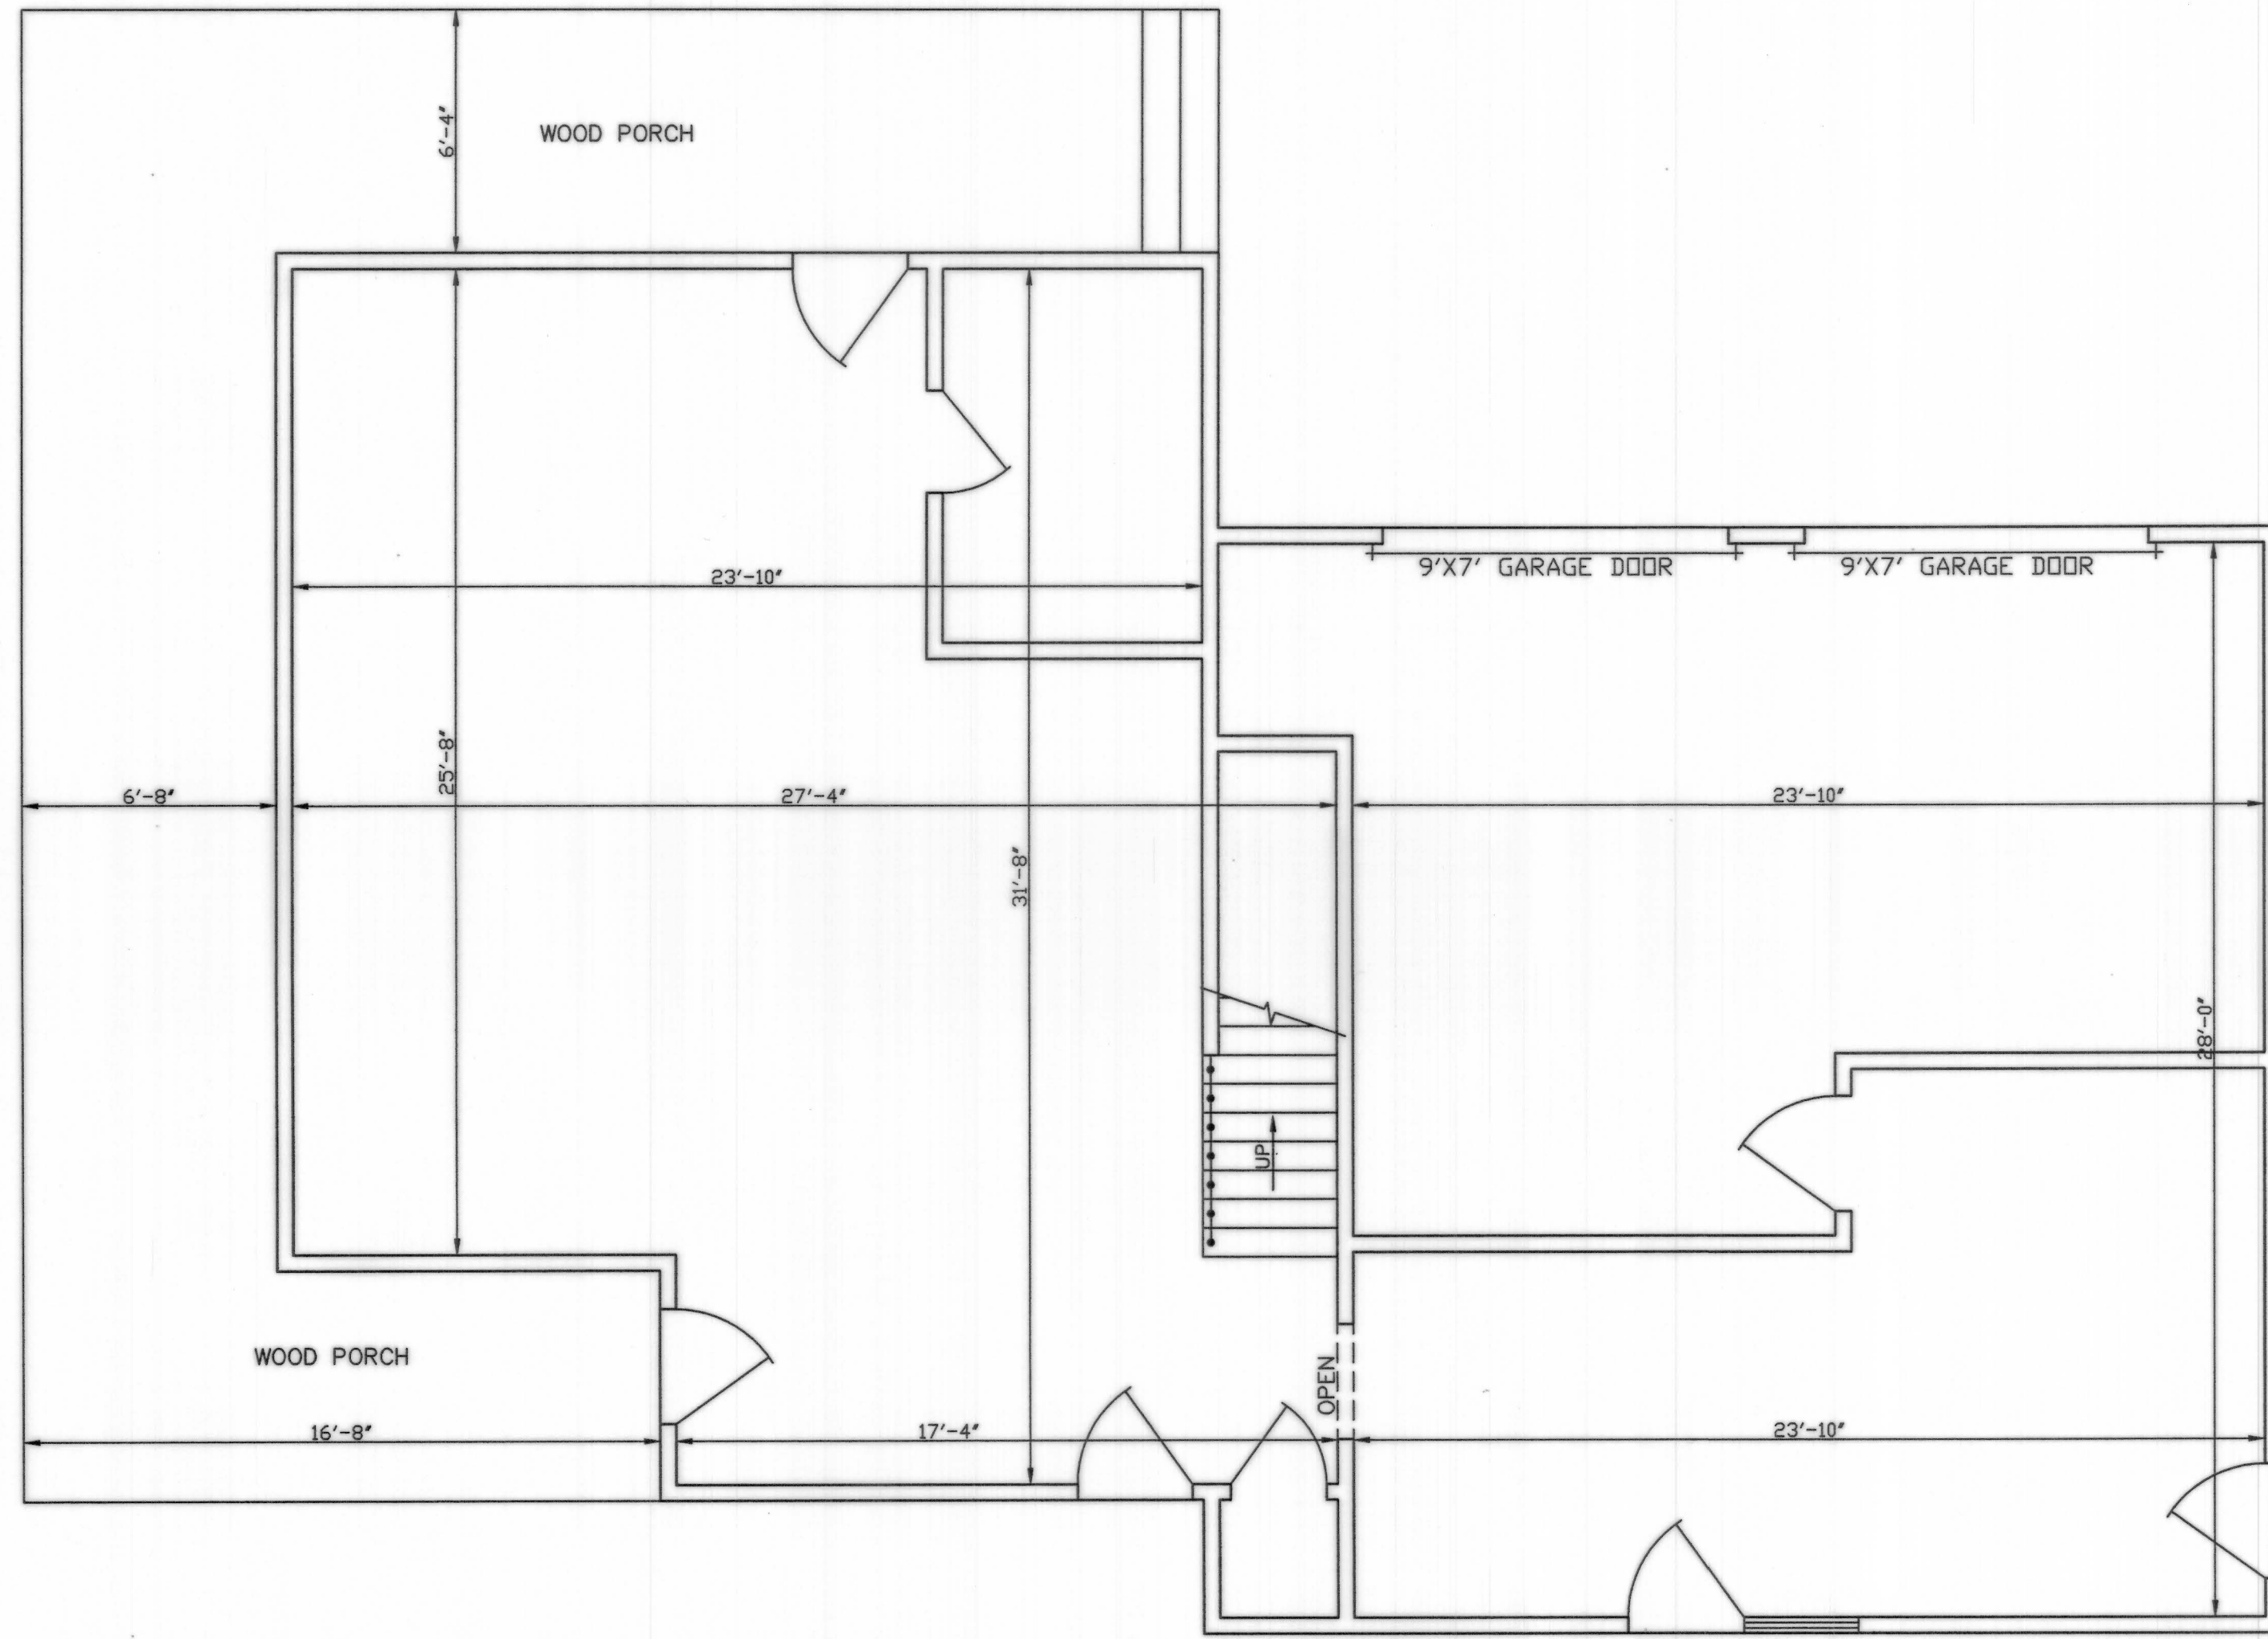 6'-4"
WOOD PORCH
9'X7' GARAGE DOOR
9'X7' GARAGE DOOR
23'-10"
25'-8"
6'-8"
27'-4"
23'-10"
31'-8"
28'-0"
UP
WOOD PORCH
OPEN
16'-8"
17'-4"
23'-10"